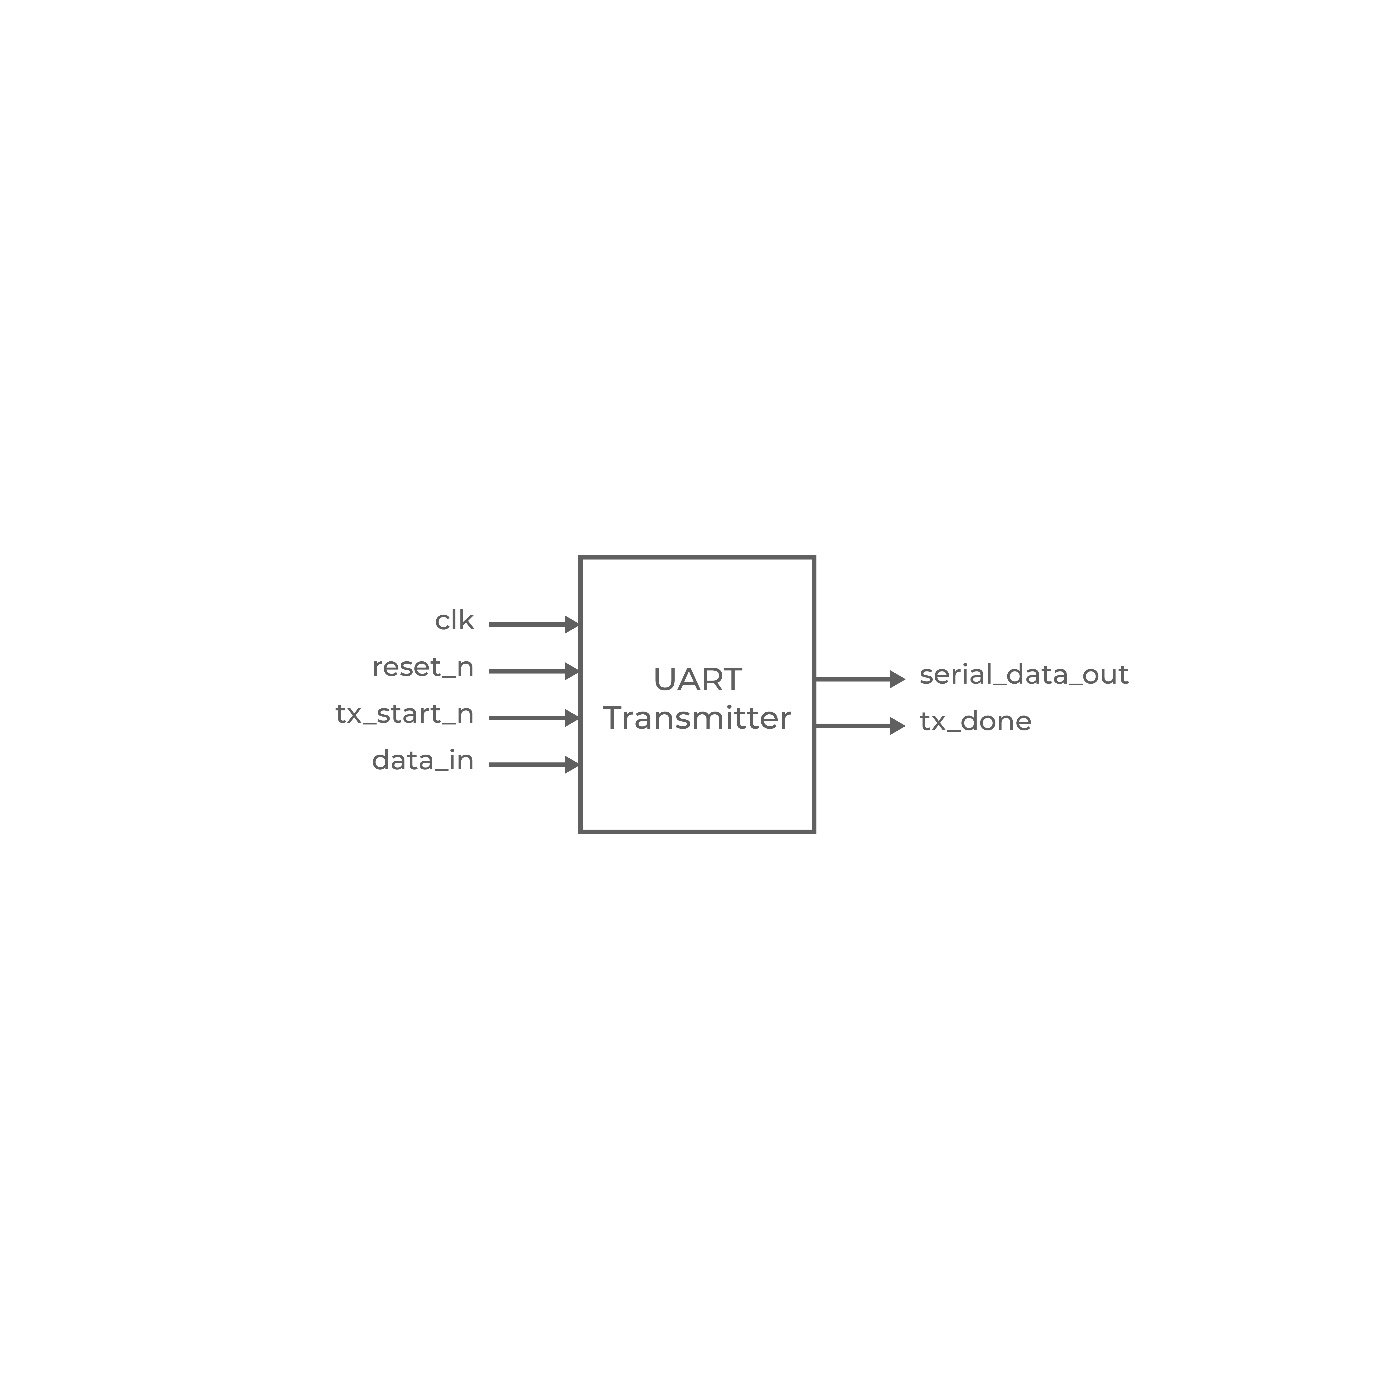 clk
reset_n
tx_start_n
data_in
UART
Transmitter
serial_data_out
tx_done